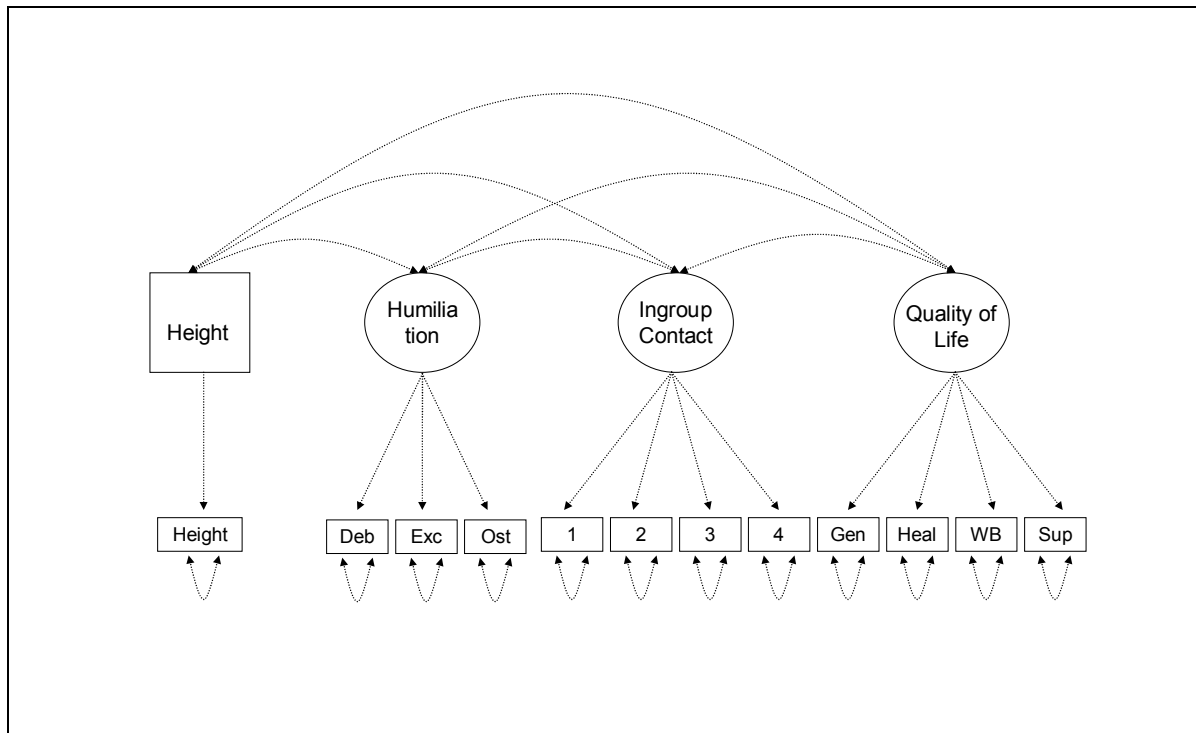 Height
Humilia
tion
Ingroup
Contact
Quality of
Life
Height
Deb
Exc
Ost
1
2
3
4
Gen
Heal
WB
Sup